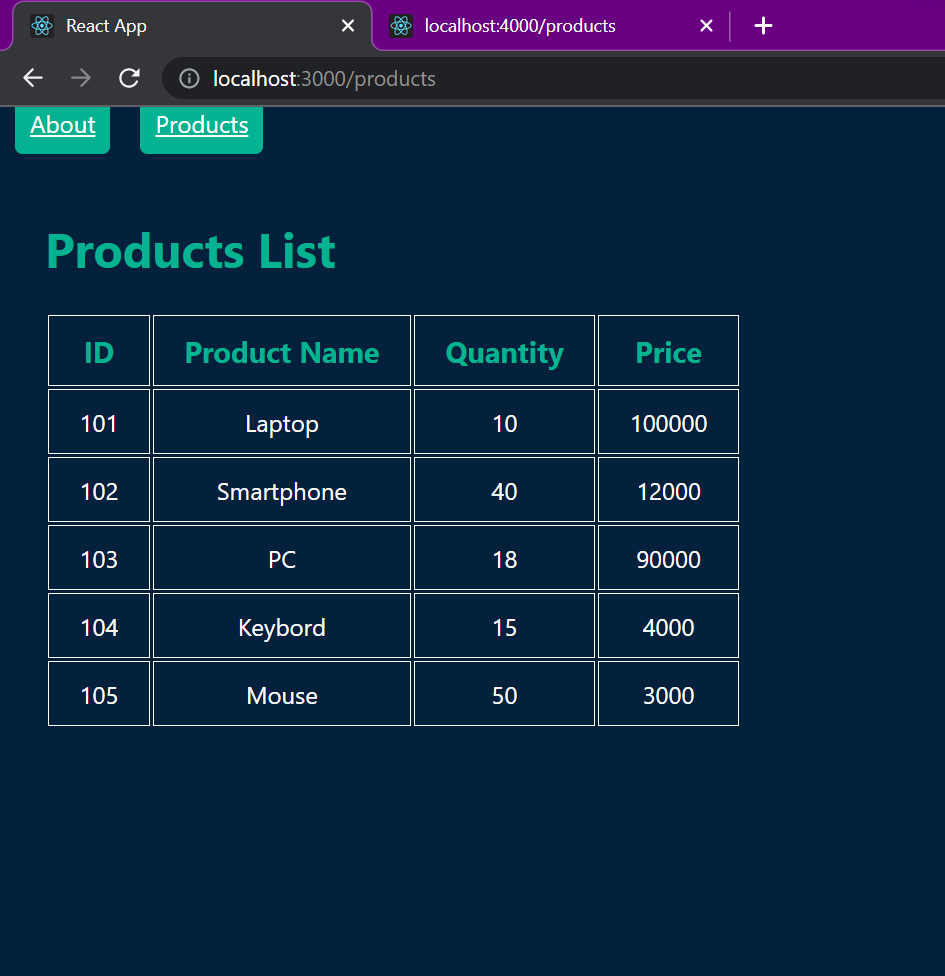 React App
localhost:4000/products
localhost:3000/products
About Products
Products List
ID Product Name Quantity Price
101 Laptop 10 100000
102 Smartphone 40 12000
103 PC 18 90000
104 Keybord 15 4000
105 Mouse 50 3000